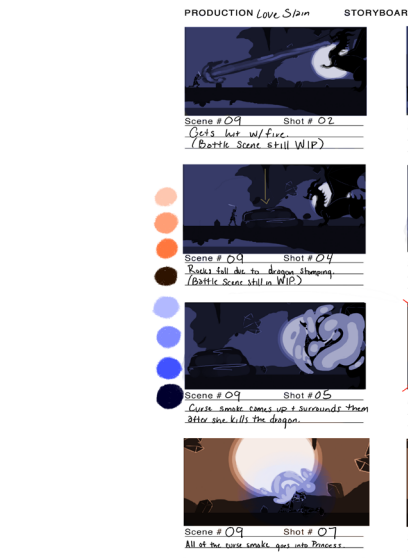 PRODUCTION Love Slain STORYBOAR
Scene # 09 Shot # 02
Gets hit w/ fire.
(Battle Scene still WIP)
Scene # 09 Shot # 04
Rocks fall due to dragon stomping.
(Battle Scene still in WIP.)
Scene # 09 Shot # 05
Curse smoke comes up + surrounds them
after she kills the dragon.
Scene # 09 Shot # 07
All of the curse smoke goes into Princess.